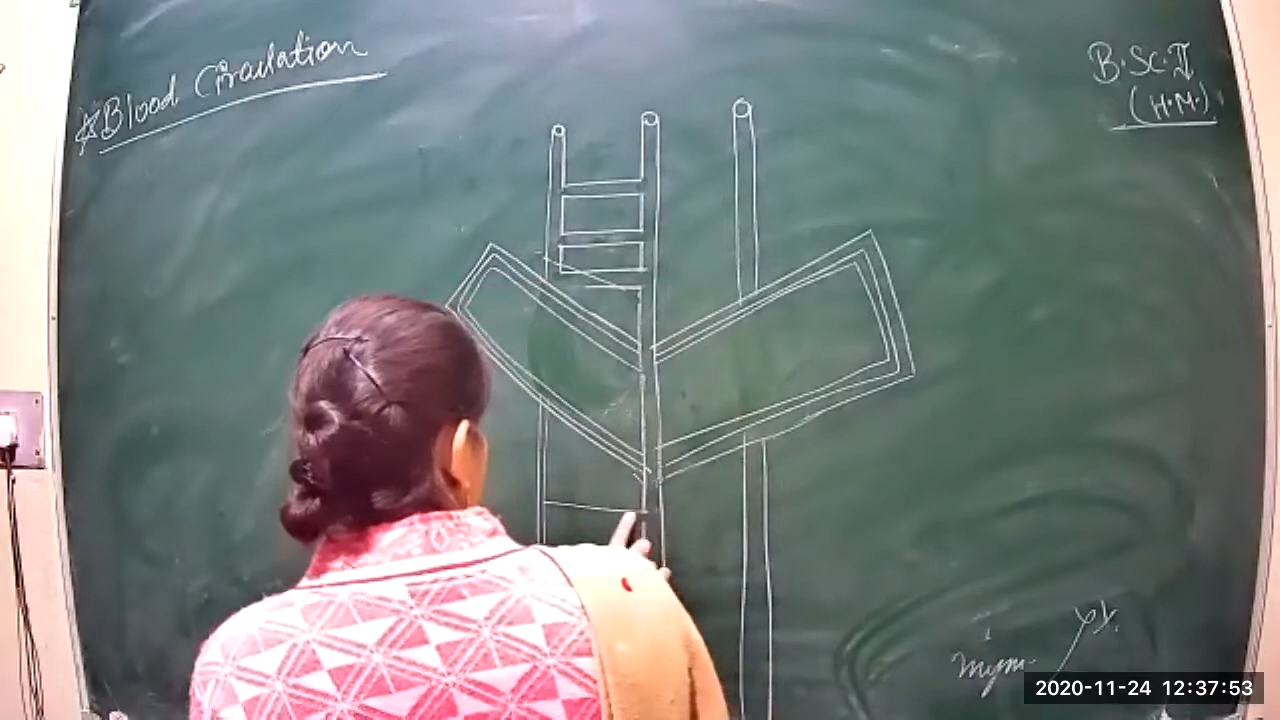 ☆Blood Circulation
B.Sc.II
(H.M.)
2020-11-24 12:37:53